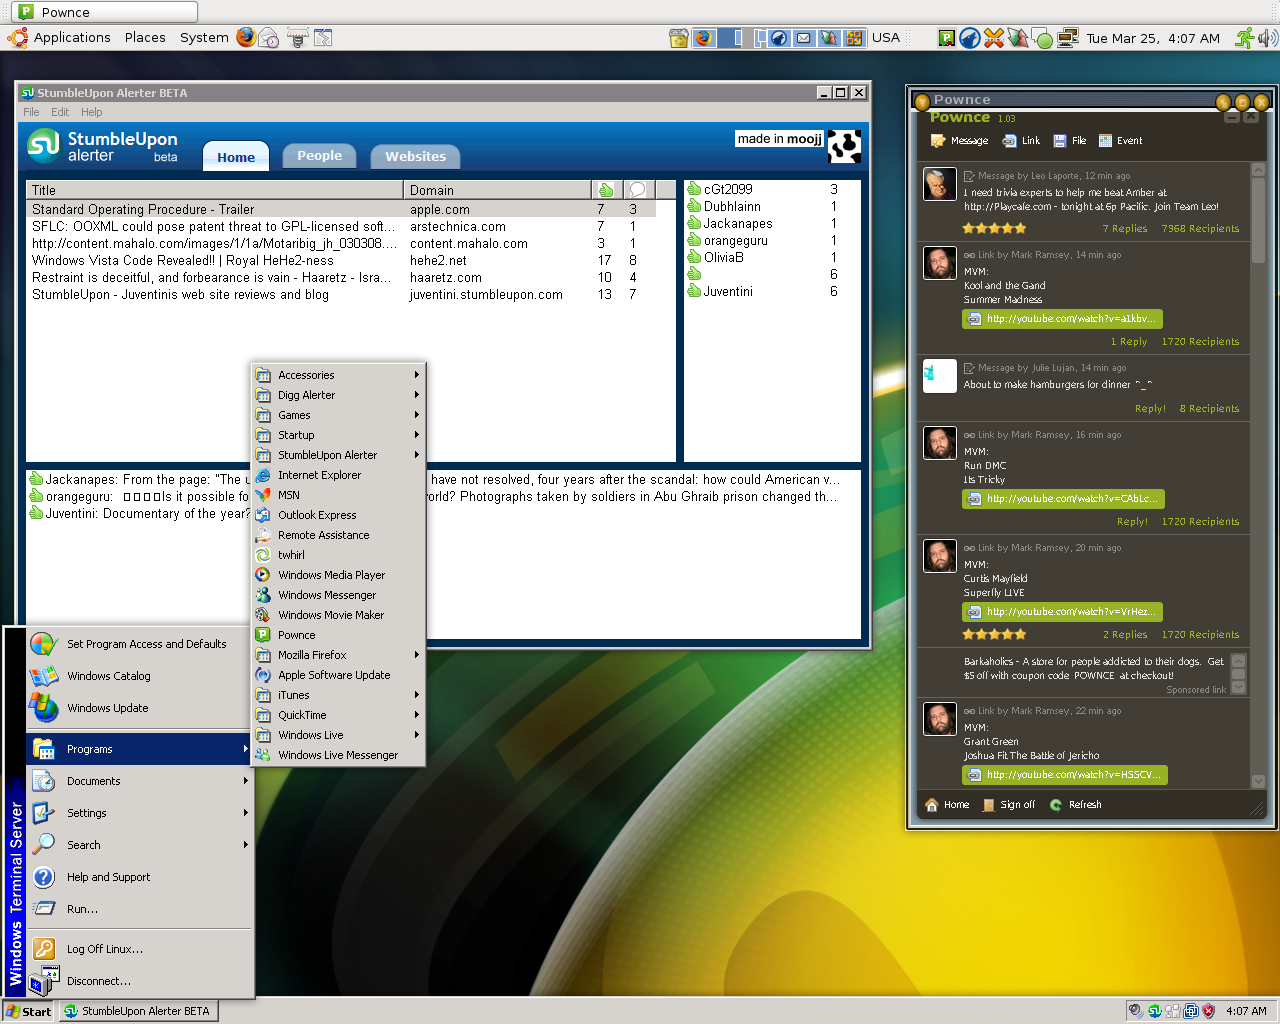 Pownce
Applications Places System
USA
Tue Mar 25, 4:07 AM
StumbleUpon Alerter BETA
File Edit Help
StumbleUpon
alerter beta
Home People Websites
made in moojj
Title Domain
Standard Operating Procedure - Trailer apple.com 7 3
SFLC: OOXML could pose patent threat to GPL-licensed soft... arstechnica.com 7 1
http://content.mahalo.com/images/1/1a/Motaribig_jh_030308.... content.mahalo.com 3 1
Windows Vista Code Revealed!! | Royal HeHe2-ness hehe2.net 17 8
Restraint is deceitful, and forbearance is vain - Haaretz - Isra... haaretz.com 10 4
StumbleUpon - Juventinis web site reviews and blog juventini.stumbleupon.com 13 7
cGt2099 3
Dubhlainn 1
Jackanapes 1
orangeguru 1
OliviaB 1
6
Juventini 6
Jackanapes: From the page: "The u have not resolved, four years after the scandal: how could American v...
orangeguru: Is it possible fo orld? Photographs taken by soldiers in Abu Ghraib prison changed th...
Juventini: Documentary of the year?
Accessories
Digg Alerter
Games
Startup
StumbleUpon Alerter
Internet Explorer
MSN
Outlook Express
Remote Assistance
twhirl
Windows Media Player
Windows Messenger
Windows Movie Maker
Pownce
Mozilla Firefox
Apple Software Update
iTunes
QuickTime
Windows Live
Windows Live Messenger
Set Program Access and Defaults
Windows Catalog
Windows Update
Programs
Documents
Settings
Search
Help and Support
Run...
Log Off Linux...
Disconnect...
Windows Terminal Server
Start StumbleUpon Alerter BETA
4:07 AM
Pownce
Pownce 1.03
Message Link File Event
Message by Leo Laporte, 12 min ago
I need trivia experts to help me beat Amber at
http://Playcafe.com - tonight at 6p Pacific. Join Team Leo!
7 Replies 7968 Recipients
Link by Mark Ramsey, 14 min ago
MVM:
Kool and the Gand
Summer Madness
http://youtube.com/watch?v=a1kbv...
1 Reply 1720 Recipients
Message by Julie Lujan, 14 min ago
About to make hamburgers for dinner ^_^
Reply! 8 Recipients
Link by Mark Ramsey, 16 min ago
MVM:
Run DMC
Its Tricky
http://youtube.com/watch?v=CAbLc...
Reply! 1720 Recipients
Link by Mark Ramsey, 20 min ago
MVM:
Curtis Mayfield
Superfly LIVE
http://youtube.com/watch?v=VrHez...
2 Replies 1720 Recipients
Barkaholics - A store for people addicted to their dogs. Get
$5 off with coupon code POWNCE at checkout!
Sponsored link
Link by Mark Ramsey, 22 min ago
MVM:
Grant Green
Joshua Fit The Battle of Jericho
http://youtube.com/watch?v=HSSCV...
Home Sign off Refresh